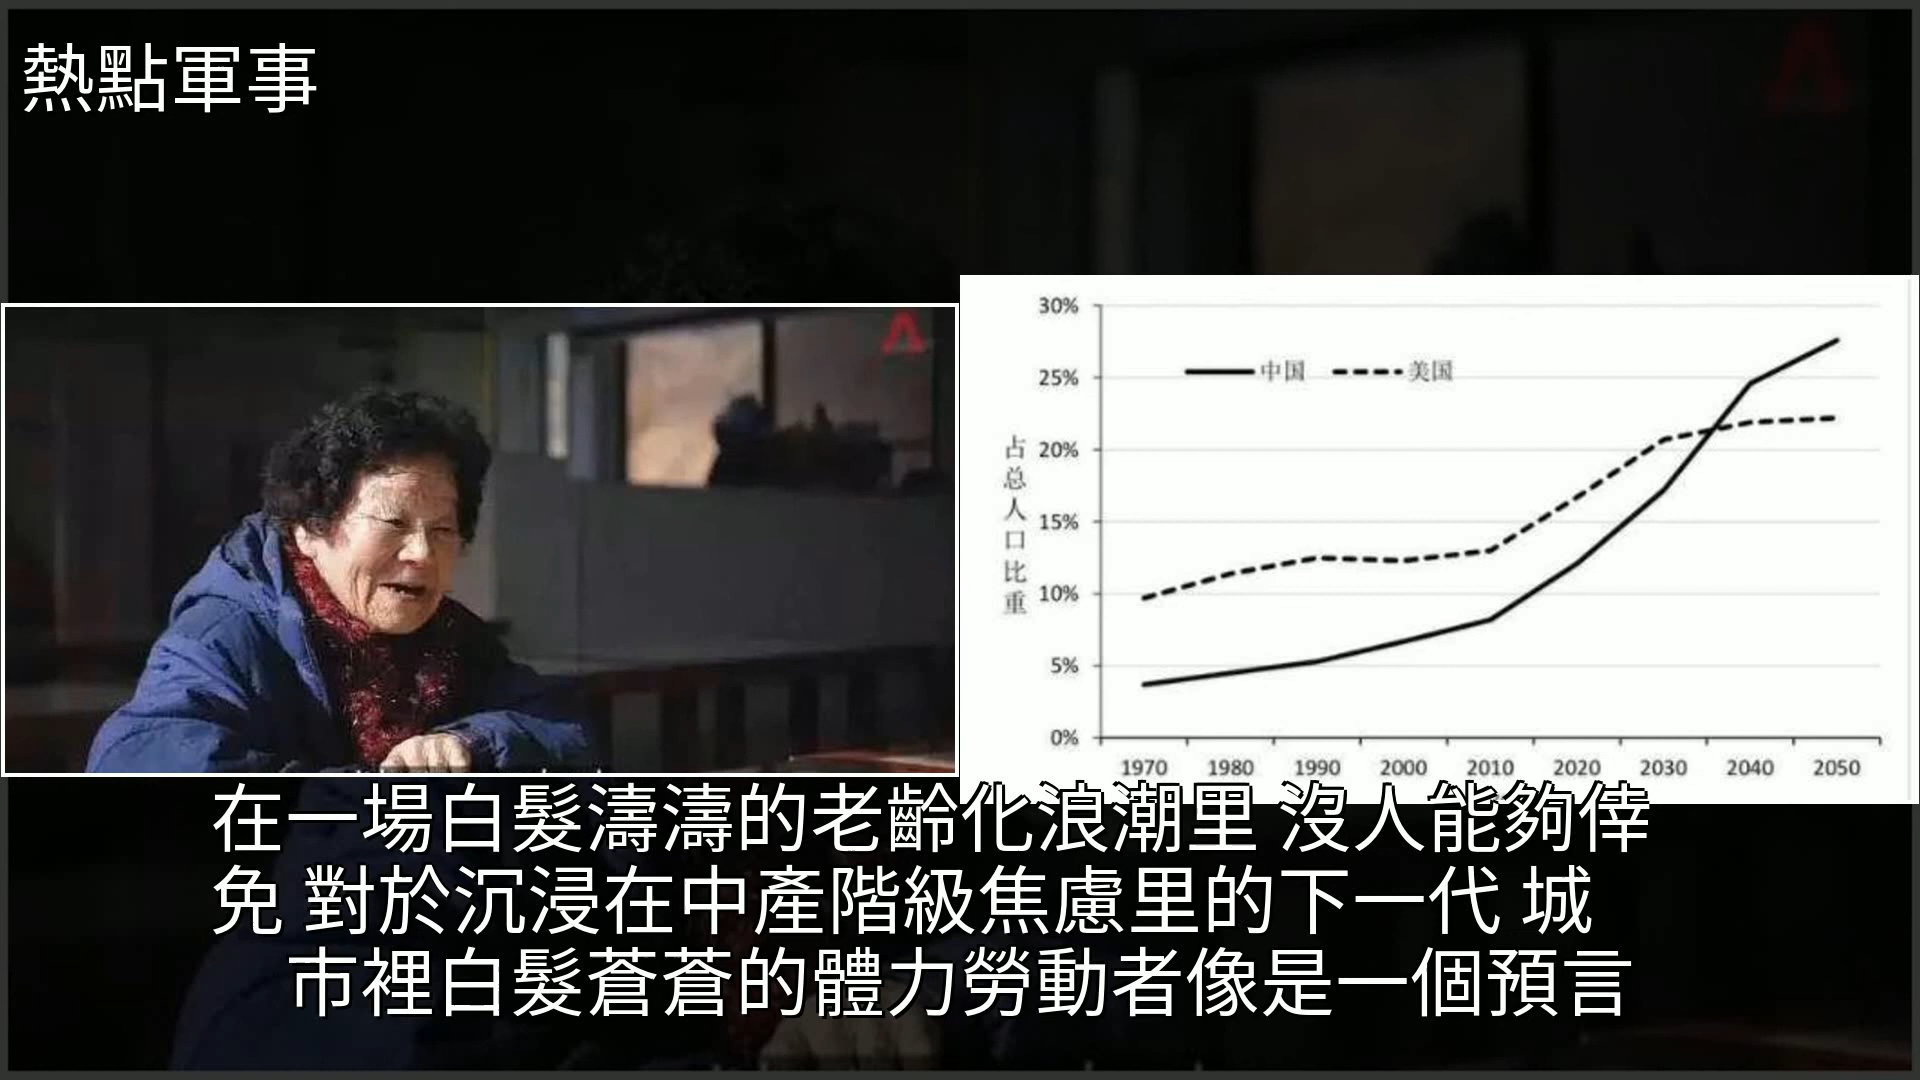 熱點軍事
30%
25%
20%
15%
10%
5%
0%
中国
美国
占总人口比重
1970 1980 1990 2000 2010 2020 2030 2040 2050
在一場白髮濤濤的老齡化浪潮里 沒人能夠倖
免 對於沉浸在中產階級焦慮里的下一代 城
市裡白髮蒼蒼的體力勞動者像是一個預言